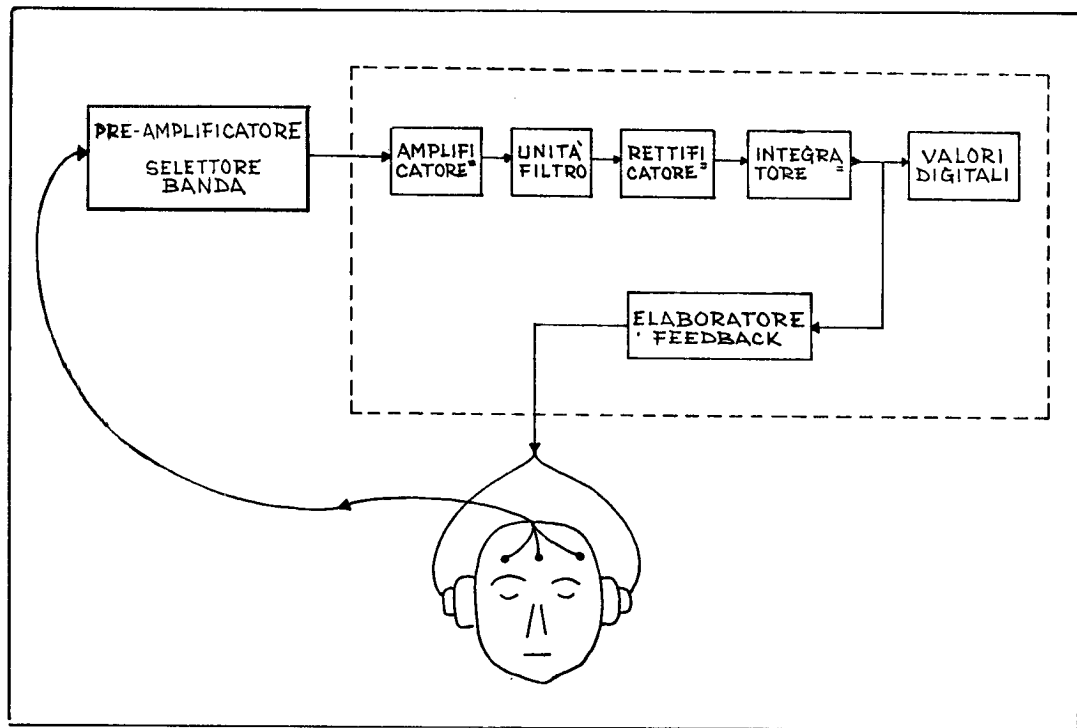 PRE-AMPLIFICATORE
SELETTORE
BANDA
AMPLIFI=
CATORE
UNITÀ
FILTRO
RETTIFI=
CATORE
INTEGRA=
TORE
VALORI
DIGITALI
ELABORATORE
FEEDBACK